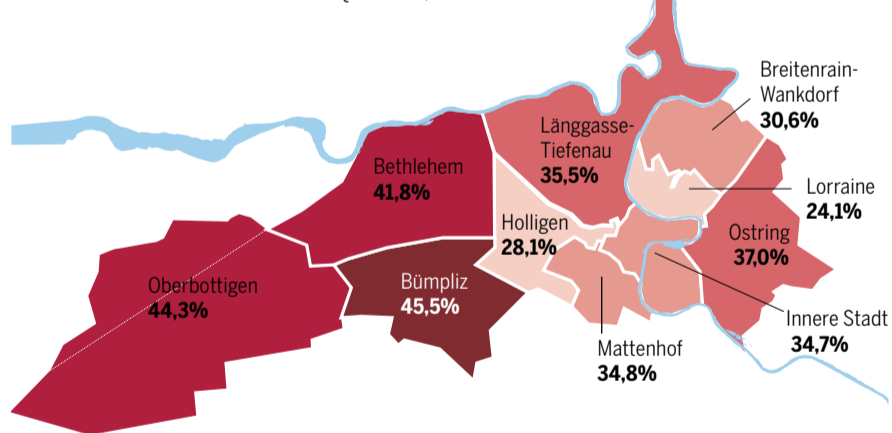 Breitenrain-
Wankdorf
30,6%
Länggasse-
Tiefenau
35,5%
Bethlehem
41,8%
Lorraine
24,1%
Holligen
28,1%
Ostring
37,0%
Oberbottigen
44,3%
Bümpliz
45,5%
Innere Stadt
34,7%
Mattenhof
34,8%